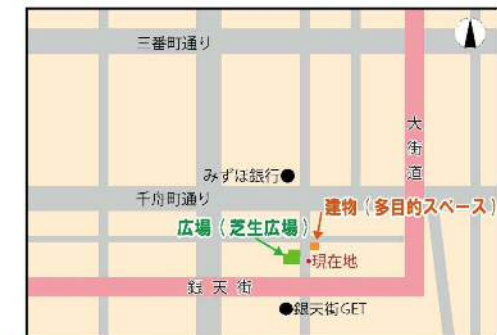 三番町通り
大街道
みずほ銀行●
千舟町通り
建物（多目的スペース）
広場（芝生広場）
•現在地
銀天街
●銀天街GET